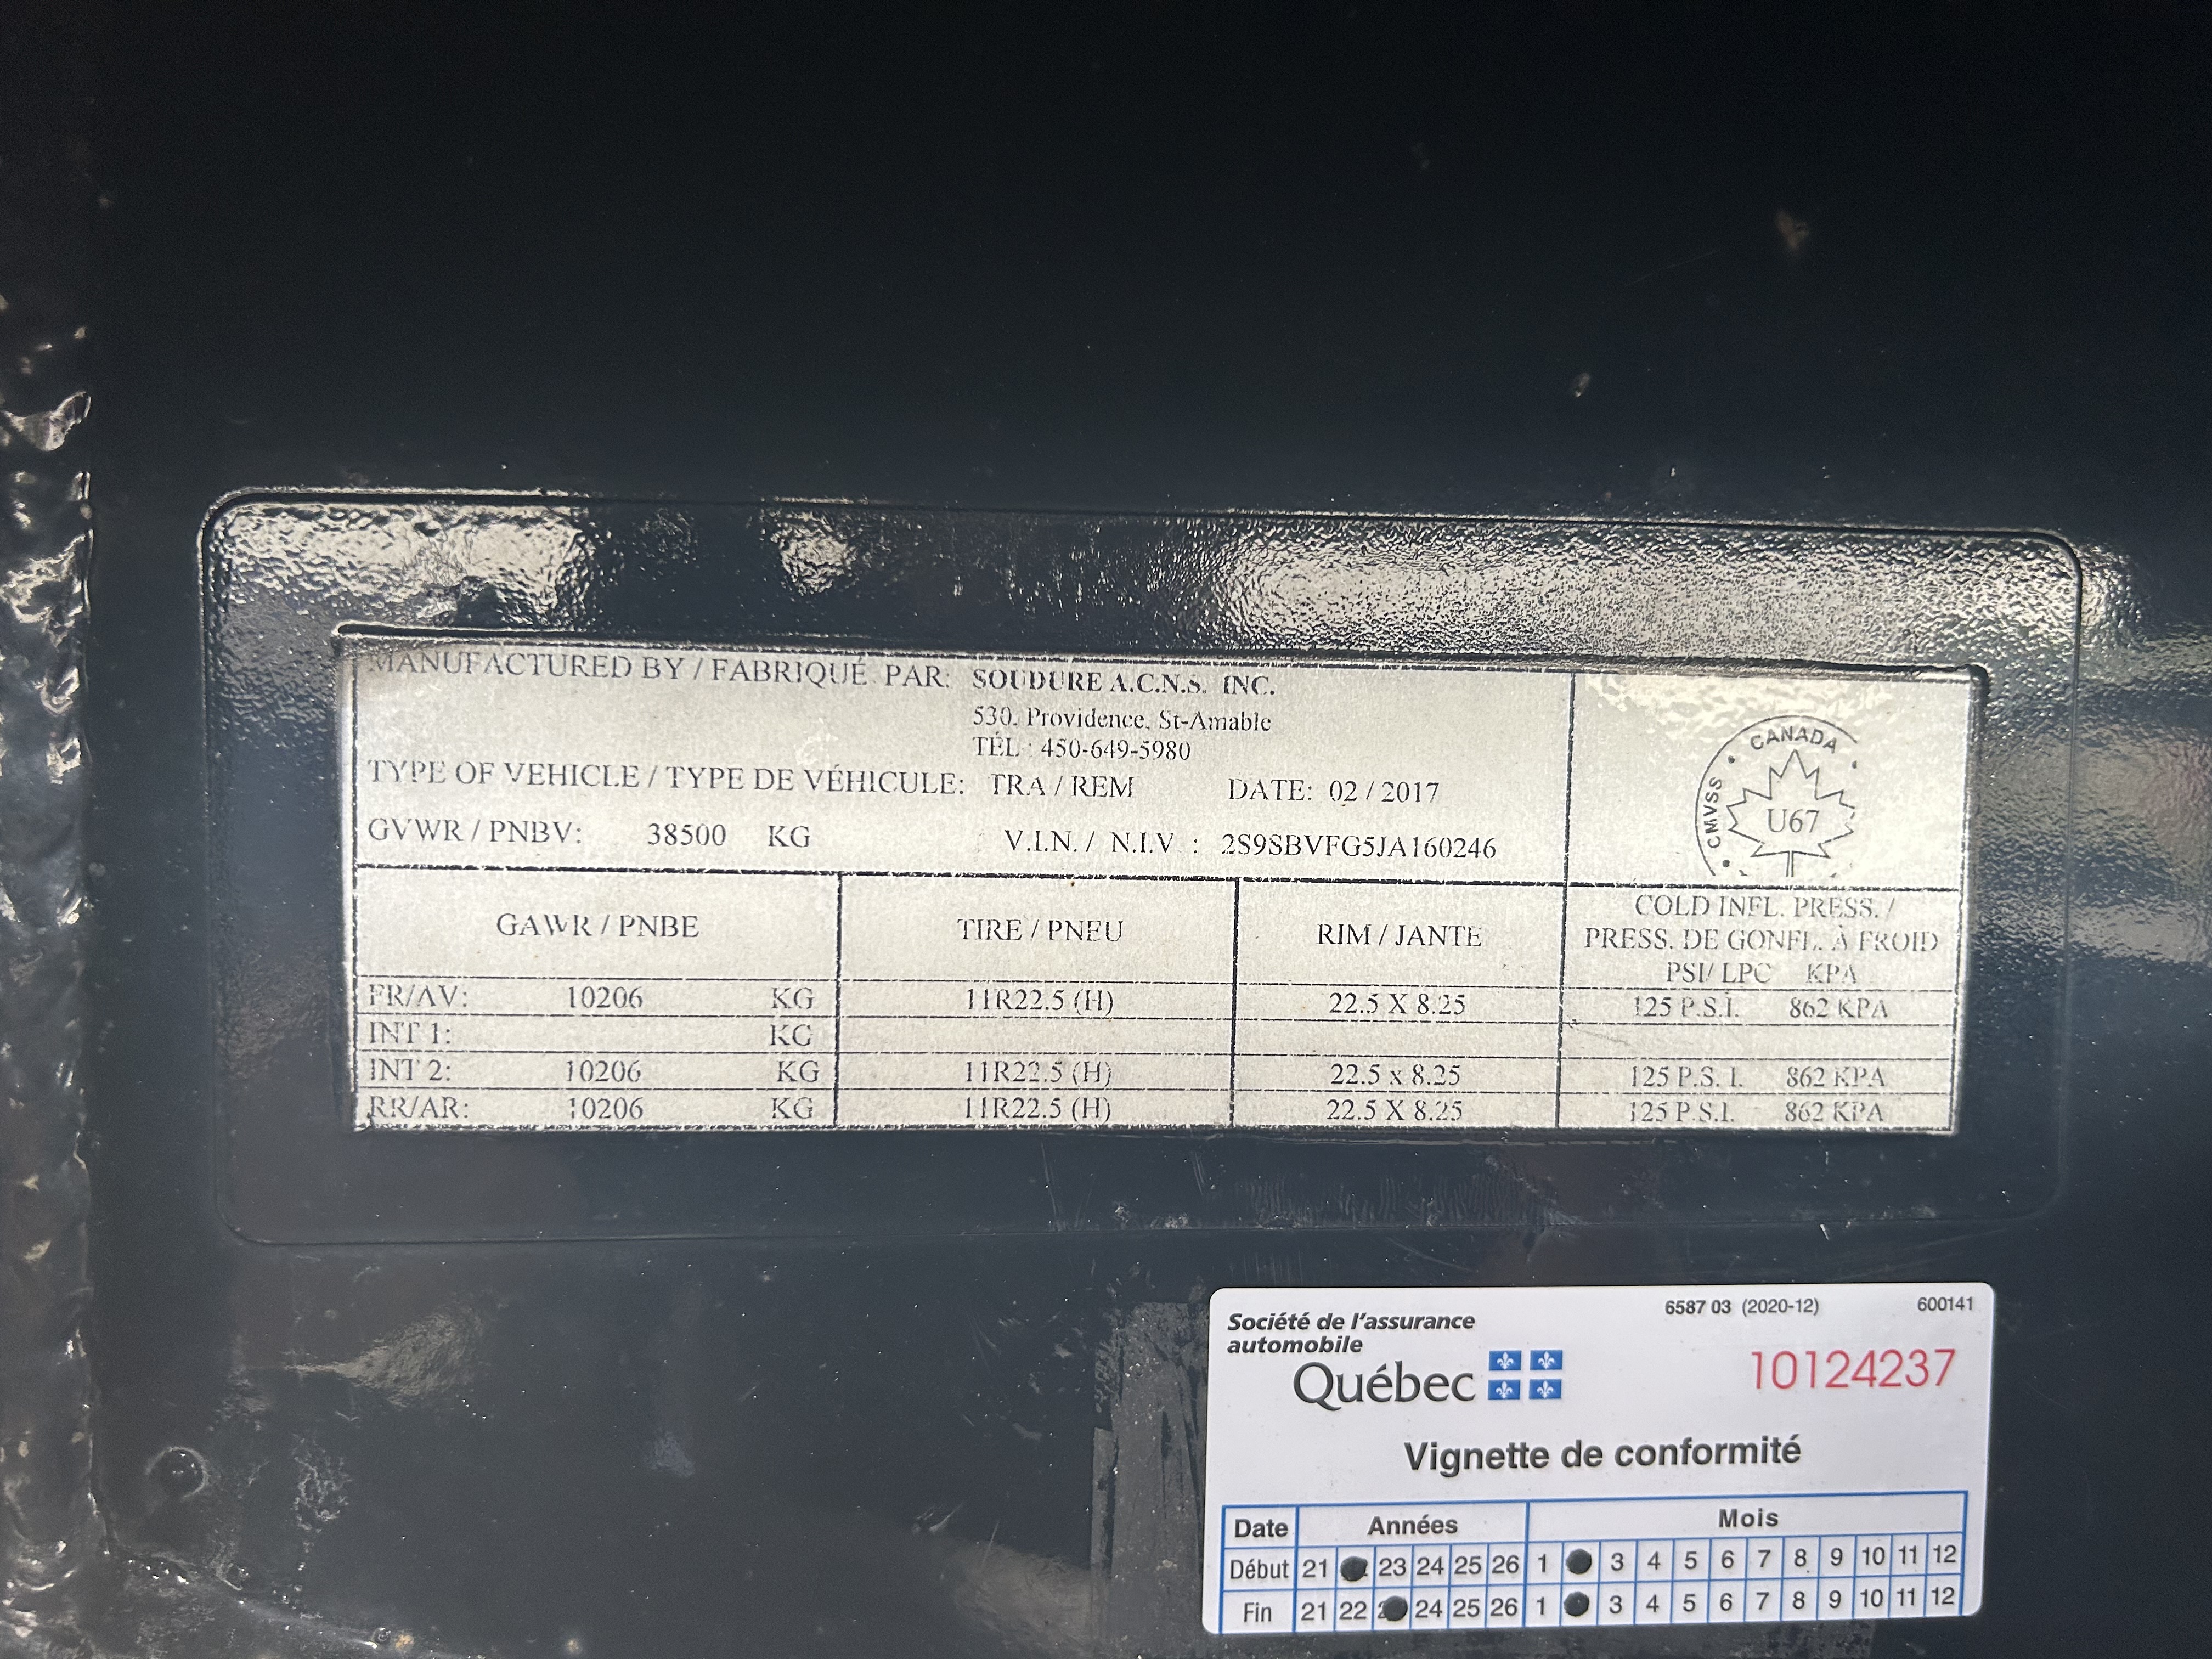 MANUFACTURED BY / FABRIQUÉ PAR: SOUDURE A.C.N.S. INC.
530, Providence, St-Amable
TÉL : 450-649-5980
TYPE OF VEHICLE / TYPE DE VÉHICULE: TRA / REM DATE: 02 / 2017
GVWR / PNBV: 38500 KG V.I.N. / N.I.V : 2S9SBVFG5JA160246
CANADA
CMVSS
U67
GAWR / PNBE TIRE / PNEU RIM / JANTE COLD INFL. PRESS. /
PRESS. DE GONFL. À FROID
PSI/ LPC KPA
FR/AV: 10206 KG 11R22.5 (H) 22.5 X 8.25 125 P.S.I. 862 KPA
INT 1: KG
INT 2: 10206 KG 11R22.5 (H) 22.5 x 8.25 125 P.S. I. 862 KPA
RR/AR: 10206 KG 11R22.5 (H) 22.5 X 8.25 125 P.S.I. 862 KPA
6587 03 (2020-12) 600141
Société de l'assurance
automobile
Québec
10124237
Vignette de conformité
Date Années Mois
Début 21 23 24 25 26 1 3 4 5 6 7 8 9 10 11 12
Fin 21 22 24 25 26 1 3 4 5 6 7 8 9 10 11 12